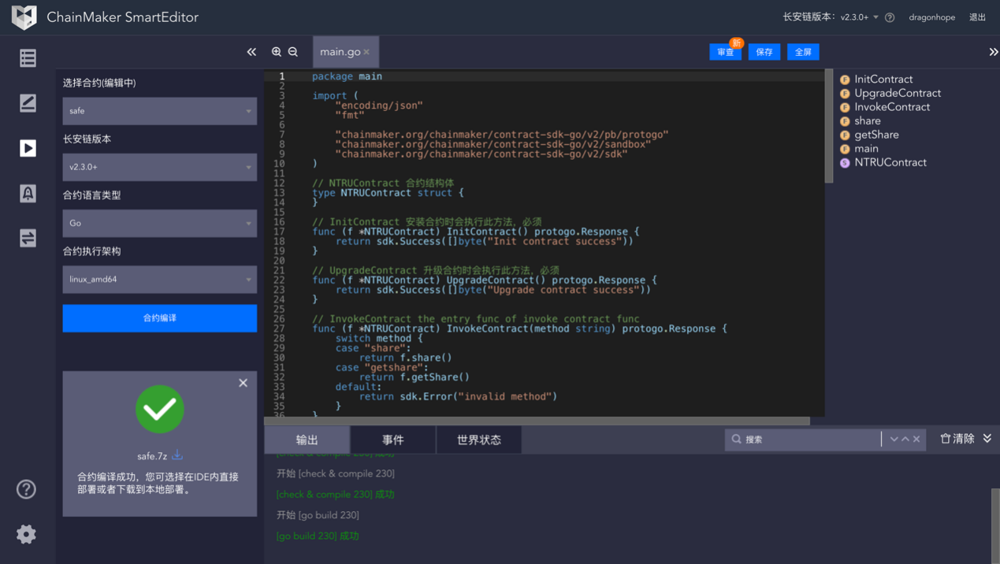 ChainMaker SmartEditor
长安链版本： v2.3.0+ dragonhope 退出
main.go
新
审查 保存 全屏
选择合约(编辑中)
safe
长安链版本
v2.3.0+
合约语言类型
Go
合约执行架构
linux_amd64
合约编译
safe.7z
合约编译成功，您可选择在IDE内直接
部署或者下载到本地部署。
1 package main
2
3 import (
4 "encoding/json"
5 "fmt"
6
7 "chainmaker.org/chainmaker/contract-sdk-go/v2/pb/protogo"
8 "chainmaker.org/chainmaker/contract-sdk-go/v2/sandbox"
9 "chainmaker.org/chainmaker/contract-sdk-go/v2/sdk"
10 )
11
12 // NTRUContract 合约结构体
13 type NTRUContract struct {
14 }
15
16 // InitContract 安装合约时会执行此方法，必须
17 func (f *NTRUContract) InitContract() protogo.Response {
18 return sdk.Success([]byte("Init contract success"))
19 }
20
21 // UpgradeContract 升级合约时会执行此方法，必须
22 func (f *NTRUContract) UpgradeContract() protogo.Response {
23 return sdk.Success([]byte("Upgrade contract success"))
24 }
25
26 // InvokeContract the entry func of invoke contract func
27 func (f *NTRUContract) InvokeContract(method string) protogo.Response {
28 switch method {
29 case "share":
30 return f.share()
31 case "getshare":
32 return f.getShare()
33 default:
34 return sdk.Error("invalid method")
35 }
36 }
F InitContract
F UpgradeContract
F InvokeContract
F share
F getShare
F main
S NTRUContract
输出 事件 世界状态 搜索 清除
[check & compile 230] 成功
开始 [check & compile 230]
[check & compile 230] 成功
开始 [go build 230]
[go build 230] 成功